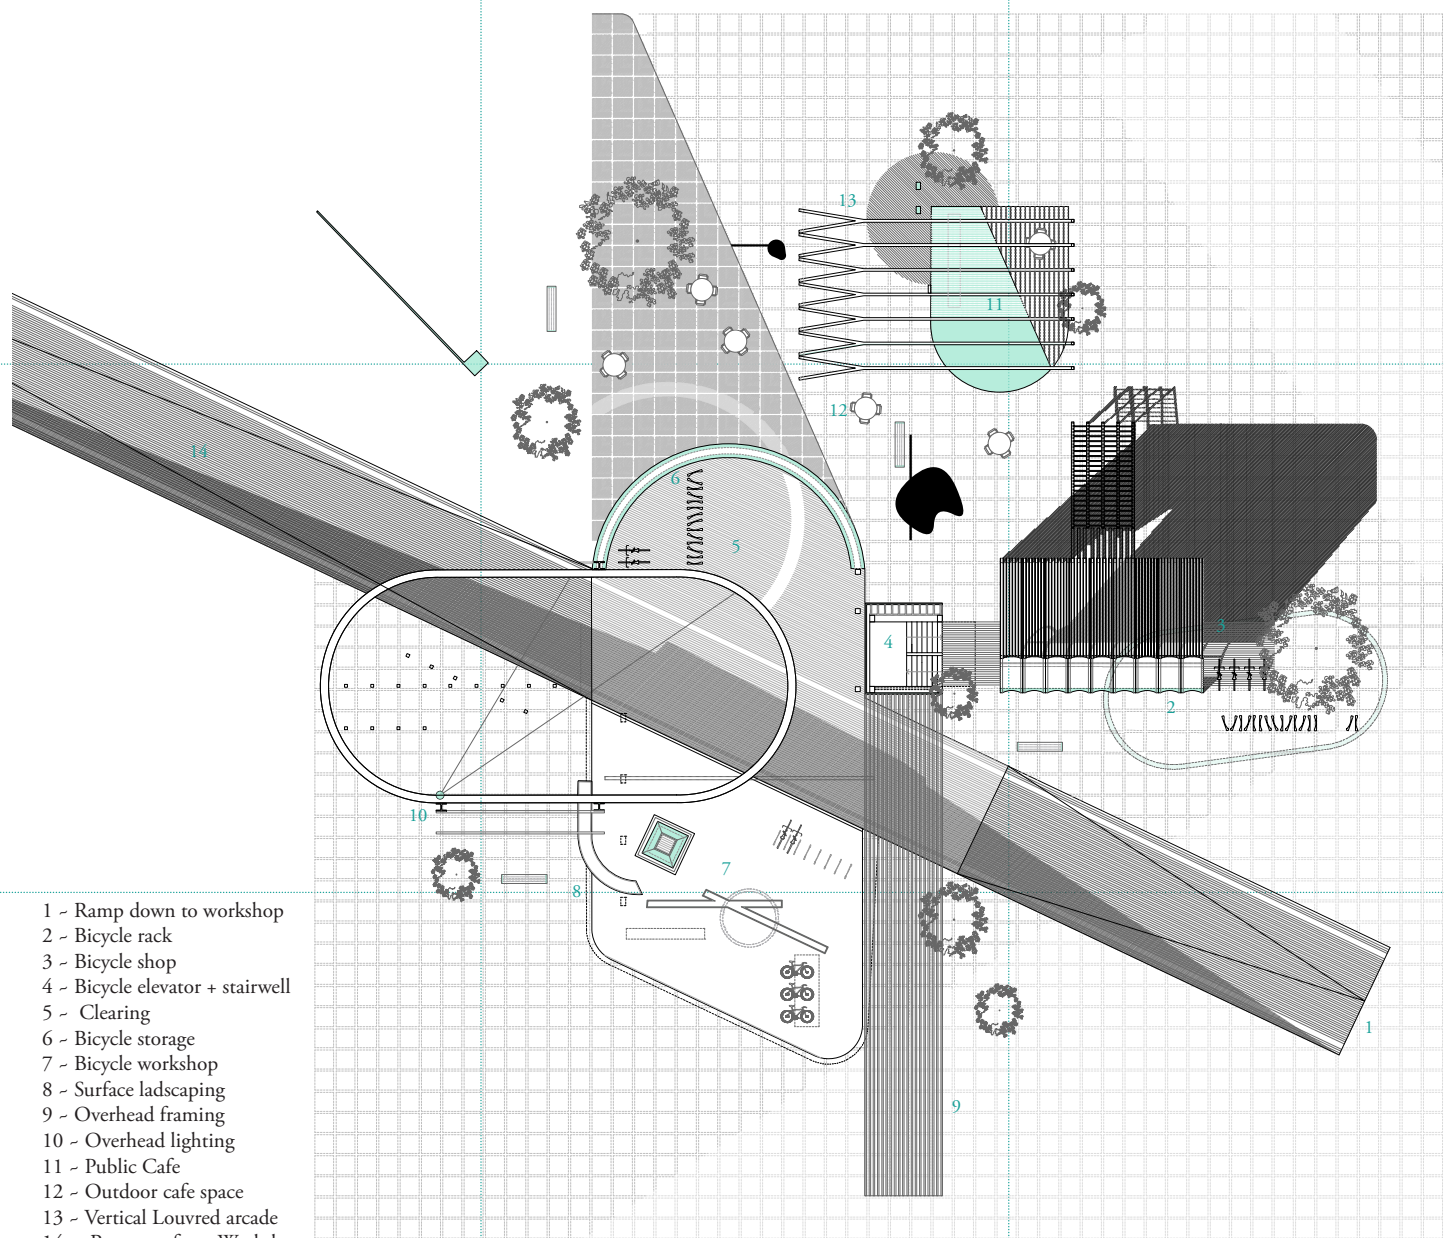 13
11
12
14
6
5
4
3
2
10
7
8
1
9
1 ~ Ramp down to workshop
2 ~ Bicycle rack
3 ~ Bicycle shop
4 ~ Bicycle elevator + stairwell
5 ~ Clearing
6 ~ Bicycle storage
7 ~ Bicycle workshop
8 ~ Surface ladscaping
9 ~ Overhead framing
10 ~ Overhead lighting
11 ~ Public Cafe
12 ~ Outdoor cafe space
13 ~ Vertical Louvred arcade